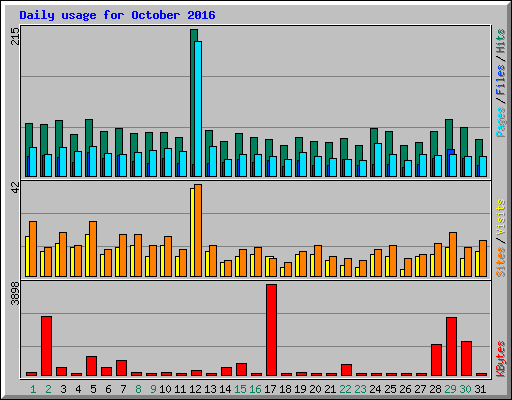 Daily usage for October 2016
215
Pages / Files / Hits
42
Sites / Visits
3898
KBytes
1 2 3 4 5 6 7 8 9 10 11 12 13 14 15 16 17 18 19 20 21 22 23 24 25 26 27 28 29 30 31